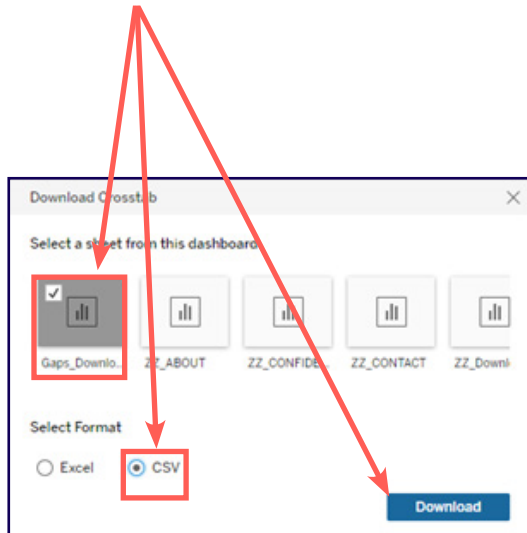 Download Crosstab
Select a sheet from this dashboard
Gaps_Downlo... ZZ_ABOUT ZZ_CONFIDE... ZZ_CONTACT ZZ_Downl
Select Format
Excel CSV
Download